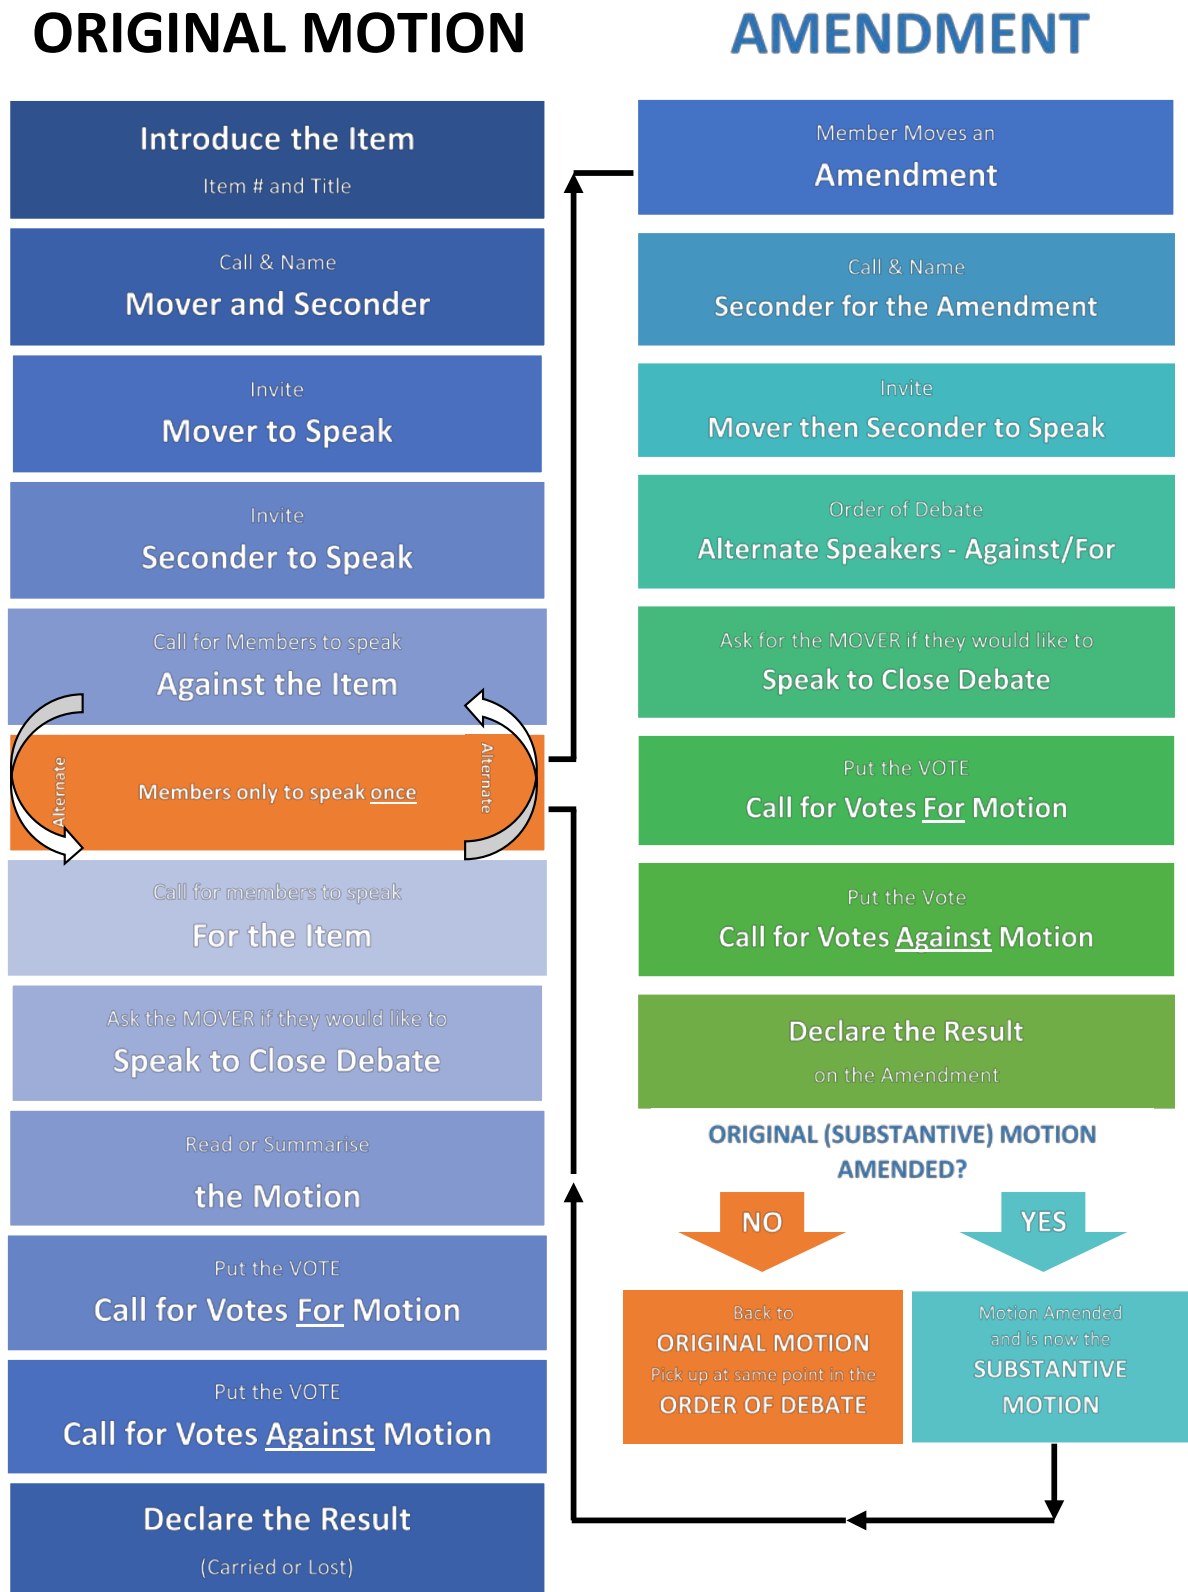 ORIGINAL MOTION
Introduce the Item
Item # and Title
Call & Name
Mover and Seconder
Invite
Mover to Speak
Invite
Seconder to Speak
Call for Members to speak
Against the Item
Alternate
Members only to speak once
Alternate
Call for members to speak
For the Item
Ask the MOVER if they would like to
Speak to Close Debate
Read or Summarise
the Motion
Put the VOTE
Call for Votes For Motion
Put the VOTE
Call for Votes Against Motion
Declare the Result
(Carried or Lost)
AMENDMENT
Member Moves an
Amendment
Call & Name
Seconder for the Amendment
Invite
Mover then Seconder to Speak
Order of Debate
Alternate Speakers - Against/For
Ask for the MOVER if they would like to
Speak to Close Debate
Put the VOTE
Call for Votes For Motion
Put the Vote
Call for Votes Against Motion
Declare the Result
on the Amendment
ORIGINAL (SUBSTANTIVE) MOTION
AMENDED?
NO
Back to
ORIGINAL MOTION
Pick up at same point in the
ORDER OF DEBATE
YES
Motion Amended
and is now the
SUBSTANTIVE
MOTION